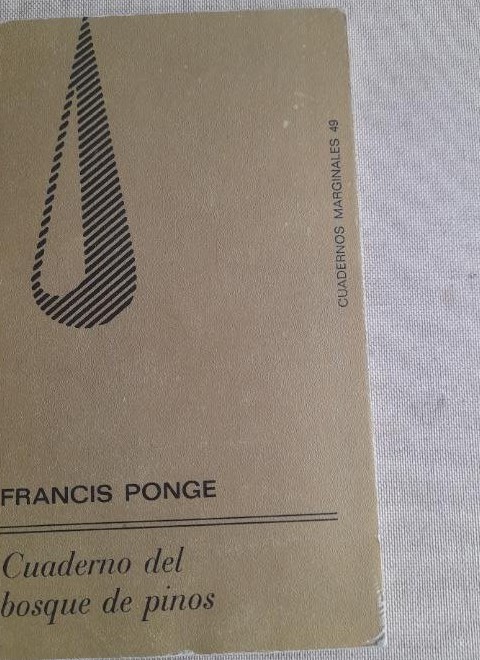 CUADERNOS MARGINALES 49
FRANCIS PONGE
Cuaderno del
bosque de pinos